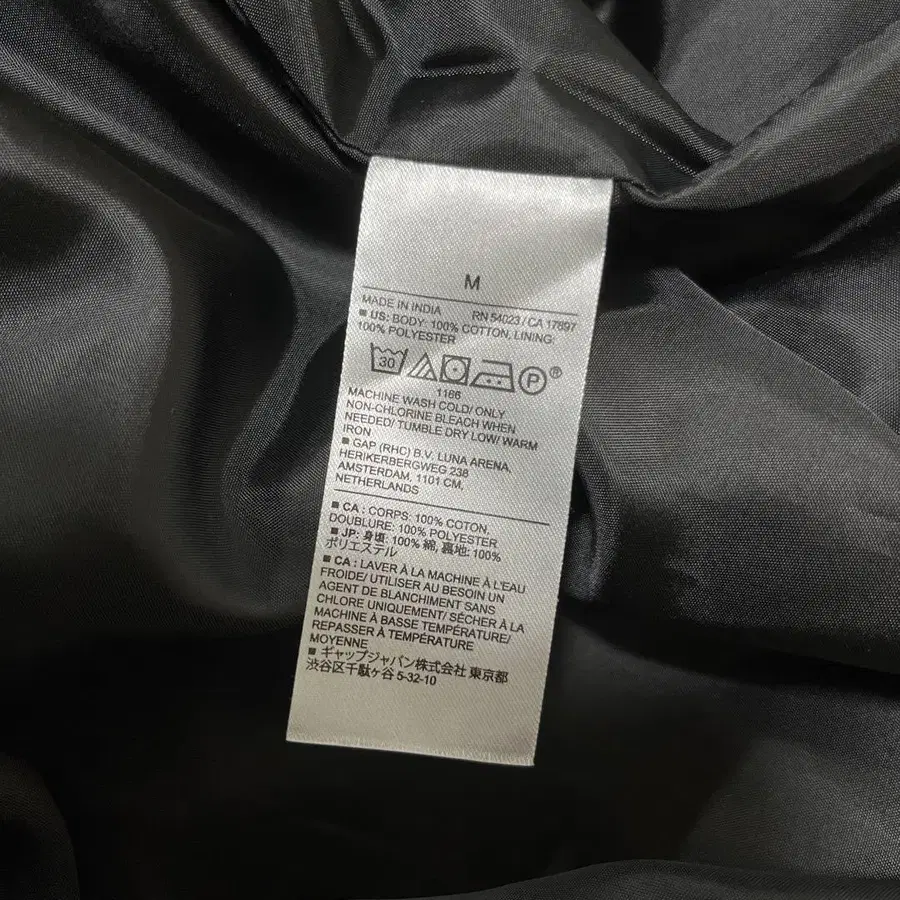 M
MADE IN INDIA RN 54023 / CA 17897
■ US: BODY: 100% COTTON, LINING:
100% POLYESTER
30 P ®
1166
MACHINE WASH COLD/ ONLY
NON-CHLORINE BLEACH WHEN
NEEDED/ TUMBLE DRY LOW/ WARM
IRON
■ GAP (RHC) B.V. LUNA ARENA,
HERIKERBERGWEG 238
AMSTERDAM, 1101 CM,
NETHERLANDS
■ CA : CORPS: 100% COTON,
DOUBLURE: 100% POLYESTER
■ JP: 身頃: 100% 綿, 裏地: 100%
ポリエステル
■ CA : LAVER À LA MACHINE À L'EAU
FROIDE/ UTILISER AU BESOIN UN
AGENT DE BLANCHIMENT SANS
CHLORE UNIQUEMENT/ SÉCHER À LA
MACHINE À BASSE TEMPÉRATURE/
REPASSER À TEMPÉRATURE
MOYENNE
■ ギャップジャパン株式会社 東京都
渋谷区千駄ヶ谷 5-32-10